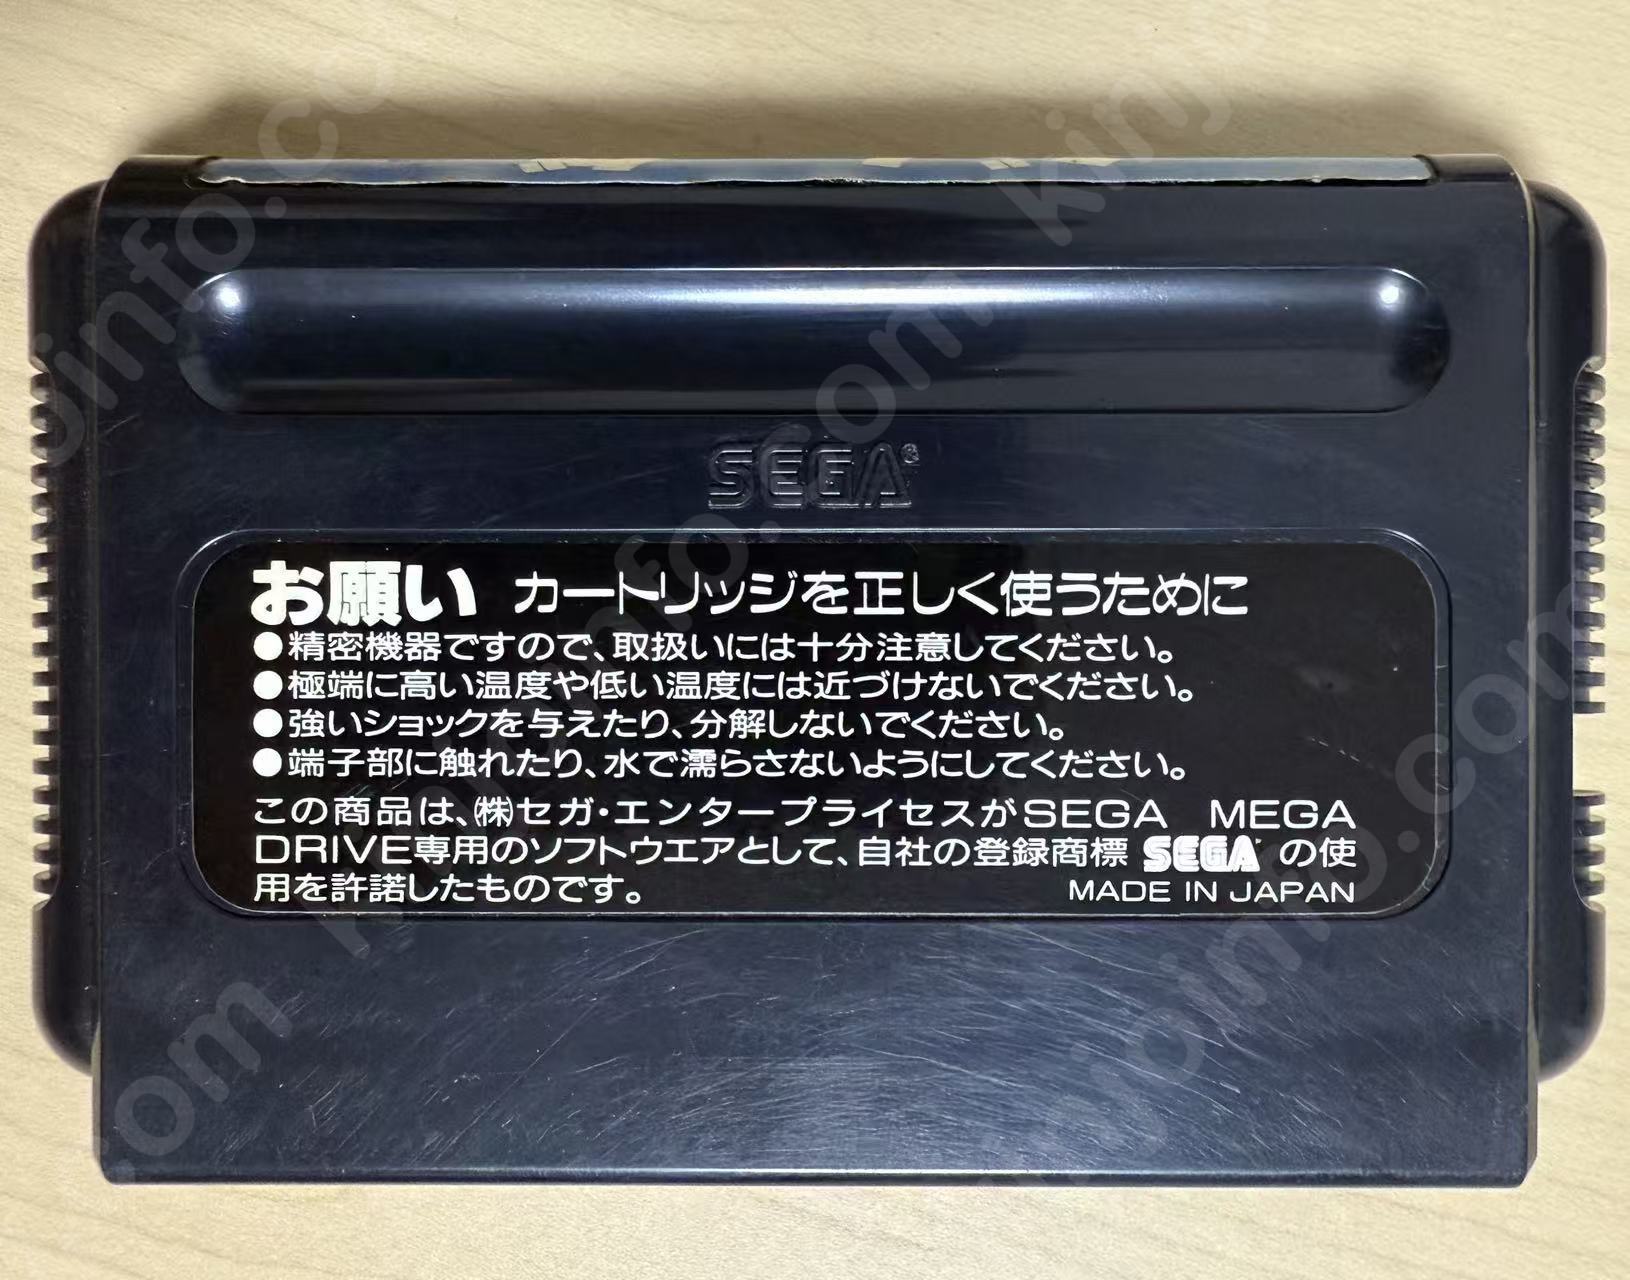 SEGA®
お願い カートリッジを正しく使うために
●精密機器ですので、取扱いには十分注意してください。
●極端に高い温度や低い温度には近づけないでください。
●強いショックを与えたり、分解しないでください。
●端子部に触れたり、水で濡らさないようにしてください。
この商品は、㈱セガ・エンタープライセスがSEGA MEGA
DRIVE専用のソフトウエアとして、自社の登録商標 SEGA の使
用を許諾したものです。 MADE IN JAPAN
kinjoinfo.com kinjoinfo.com